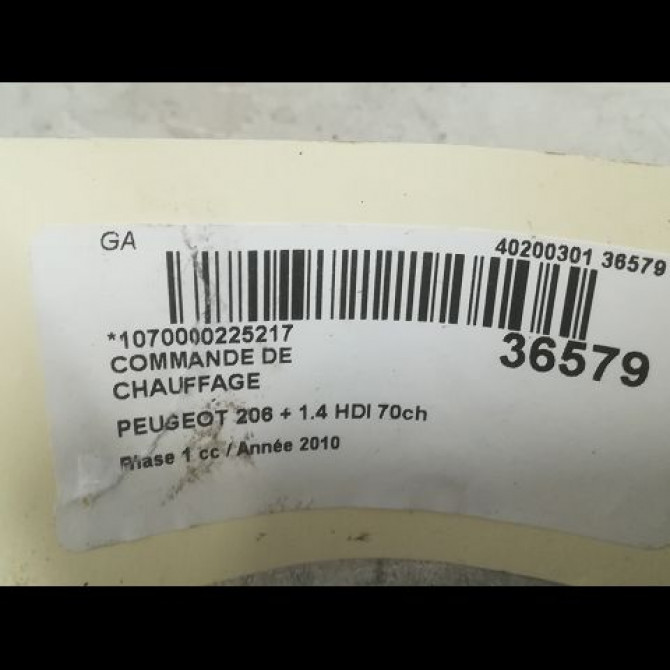 GA
40200301 36579
*1070000225217
36579
COMMANDE DE
CHAUFFAGE
PEUGEOT 206 + 1.4 HDI 70ch
Phase 1 cc / Année 2010